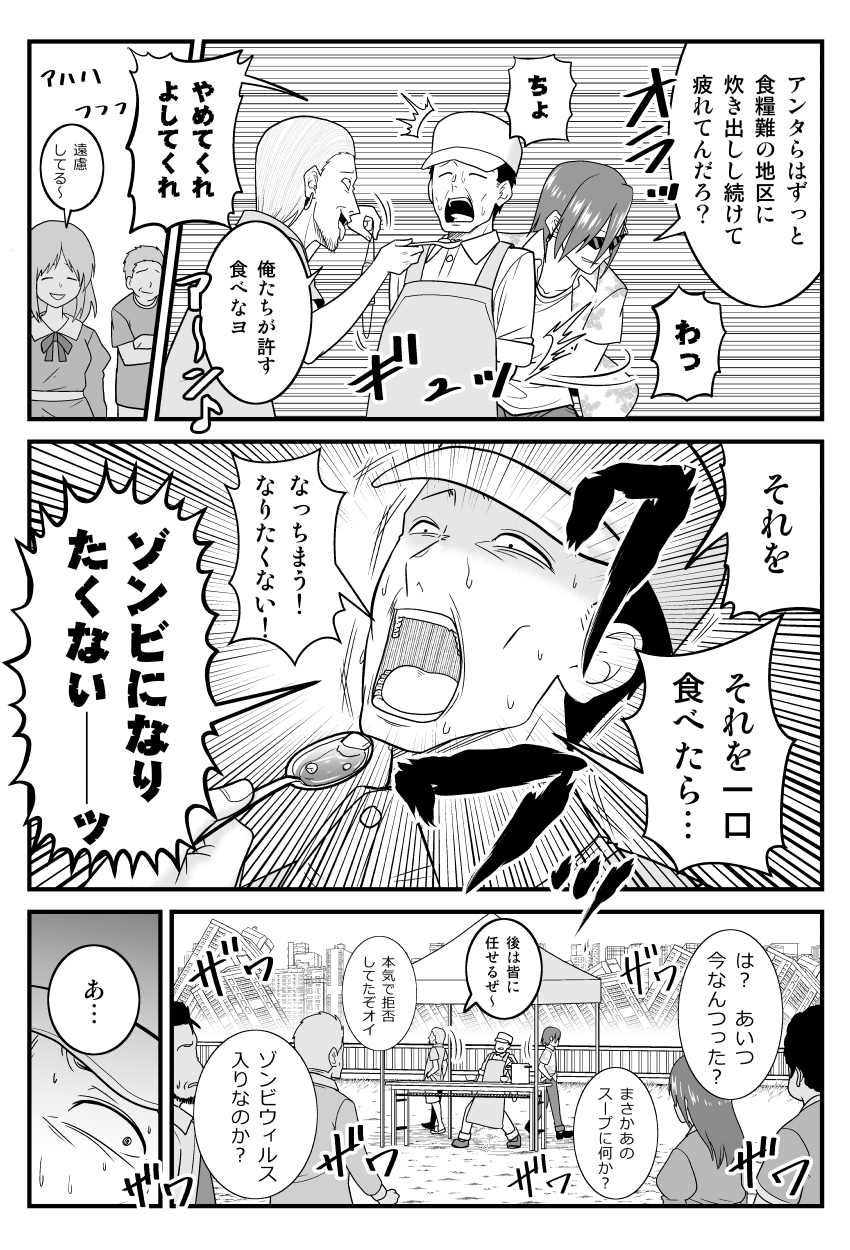 アンタらはずっと
食糧難の地区に
炊き出しし続けて
疲れてんだろ？
オラァッ
わっ
ちょ
やめてくれ
よしてくれ
俺たちが許す
食べなヨ
ア〜ン♪
ギュッ
アハハ
フフフ
遠慮
してる〜
それを
それを一口
食べたら…
ワァァッ
なっちまう！
なりたくない！
ゾンビになり
たくない──ッ
は？ あいつ
今なんつった？
ザワ
後は皆に
任せるぜ〜
本気で拒否
してたぞオイ
ザワ
まさかあの
スープに何か？
ザワ
ゾンビウィルス
入りなのか？
ザワ
ザワ
あ…